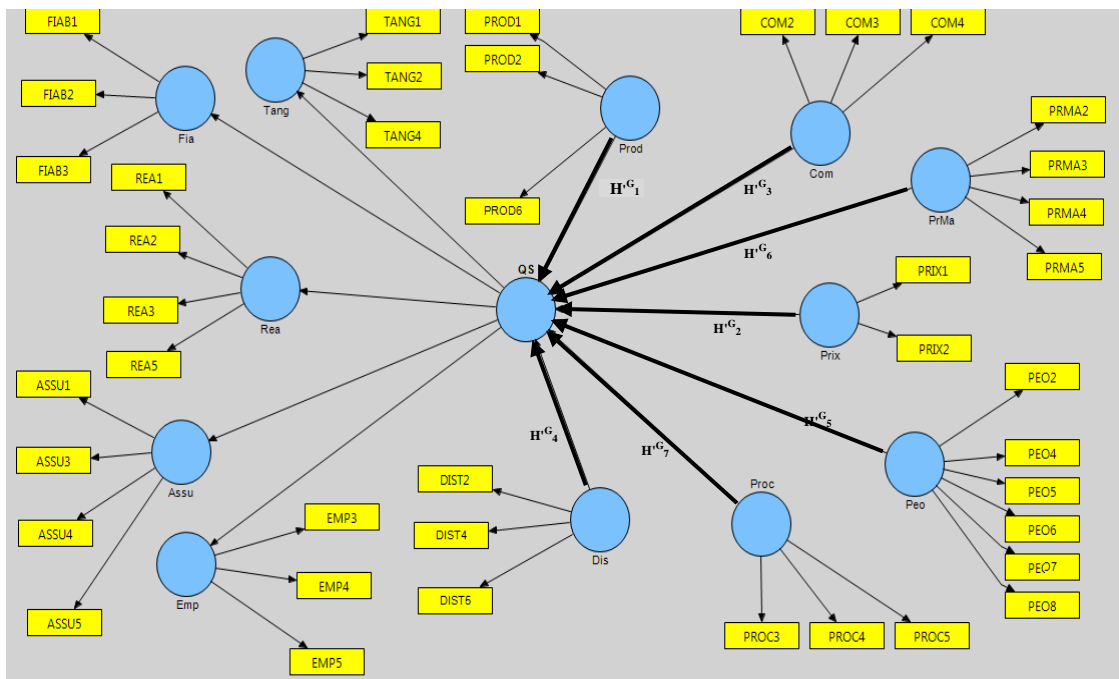 FIAB1
TANG1
PROD1
COM2
COM3
COM4
PROD2
TANG2
FIAB2
Tang
Fia
TANG4
Prod
PRMA2
FIAB3
REA1
H'G1
H'G3
Com
PRMA3
PROD6
PrMa
PRMA4
REA2
H'G6
PRMA5
QS
PRIX1
REA3
Rea
H'G2
Prix
PRIX2
REA5
ASSU1
PEO2
H'G5
H'G4
H'G7
ASSU3
Assu
DIST2
Proc
Peo
PEO4
PEO5
EMP3
ASSU4
DIST4
PEO6
Dis
PEO7
EMP4
Emp
DIST5
PEO8
ASSU5
PROC3
PROC4
PROC5
EMP5